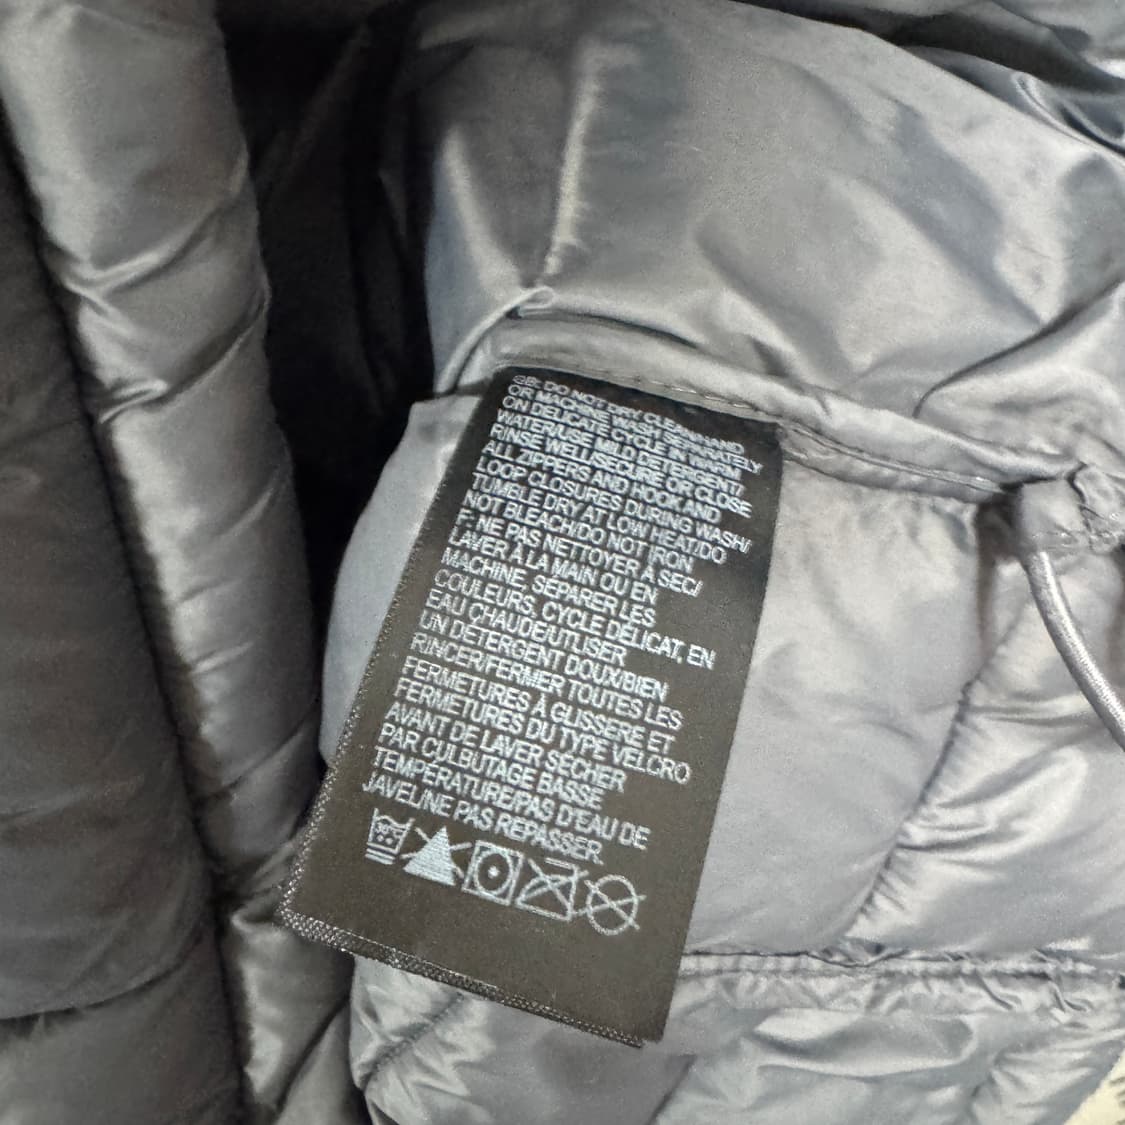 GB: DO NOT DRY CLEAN/HAND
OR MACHINE WASH SEPARATELY
ON DELICATE CYCLE IN WARM
WATER/USE MILD DETERGENT/
RINSE WELL/SECURE OR CLOSE
ALL ZIPPERS AND HOOK AND
LOOP CLOSURES DURING WASH/
TUMBLE DRY AT LOW HEAT/DO
NOT BLEACH/DO NOT IRON
F: NE PAS NETTOYER À SEC/
LAVER À LA MAIN OU EN
MACHINE, SÉPARER LES
COULEURS, CYCLE DÉLICAT, EN
EAU CHAUDE/UTLISER
UN DÉTERGENT DOUX/BIEN
RINCER/FERMER TOUTES LES
FERMETURES À GLISSERE ET
FERMETURES DU TYPE VELCRO
AVANT DE LAVER SÉCHER
PAR CULBUTAGE BASSE
TEMPÉRATURE/PAS D'EAU DE
JAVELINE PAS REPASSER.
30°C